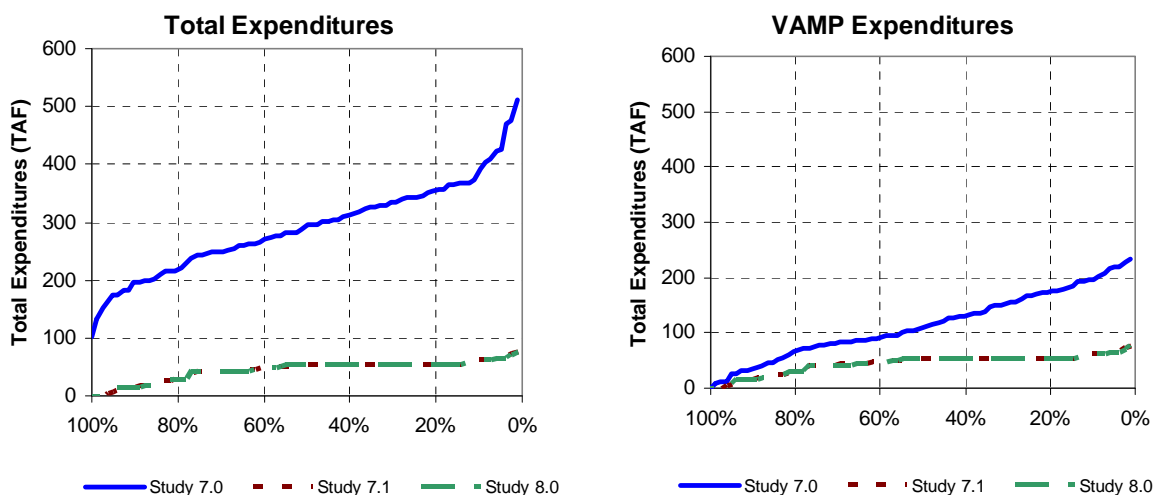 Total Expenditures
600
500
400
300
200
100
0
Total Expenditures (TAF)
100% 80% 60% 40% 20% 0%
Study 7.0 Study 7.1 Study 8.0
VAMP Expenditures
600
500
400
300
200
100
0
Total Expenditures (TAF)
100% 80% 60% 40% 20% 0%
Study 7.0 Study 7.1 Study 8.0